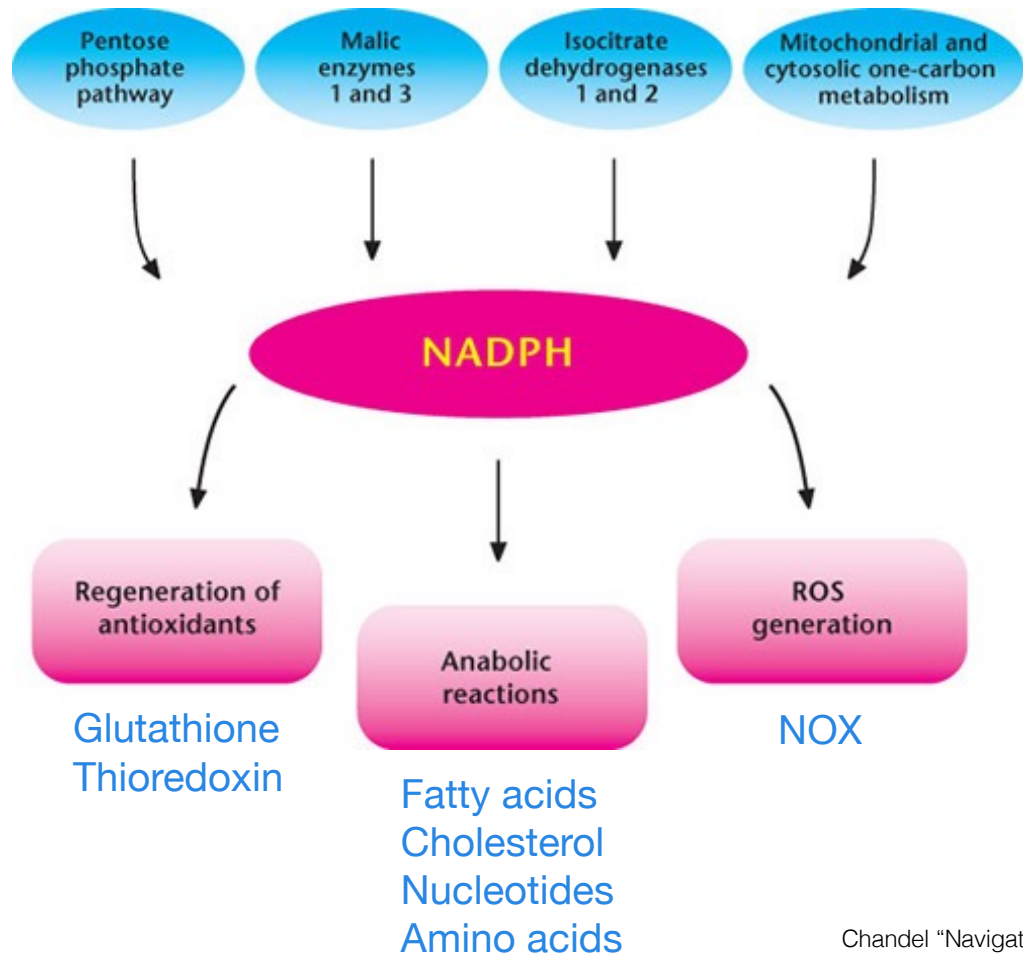 Pentose
phosphate
pathway
Malic
enzymes
1 and 3
Isocitrate
dehydrogenases
1 and 2
Mitochondrial and
cytosolic one-carbon
metabolism
NADPH
Regeneration of
antioxidants
Anabolic
reactions
ROS
generation
Glutathione
Thioredoxin
Fatty acids
Cholesterol
Nucleotides
Amino acids
NOX
Chandel “Navigat